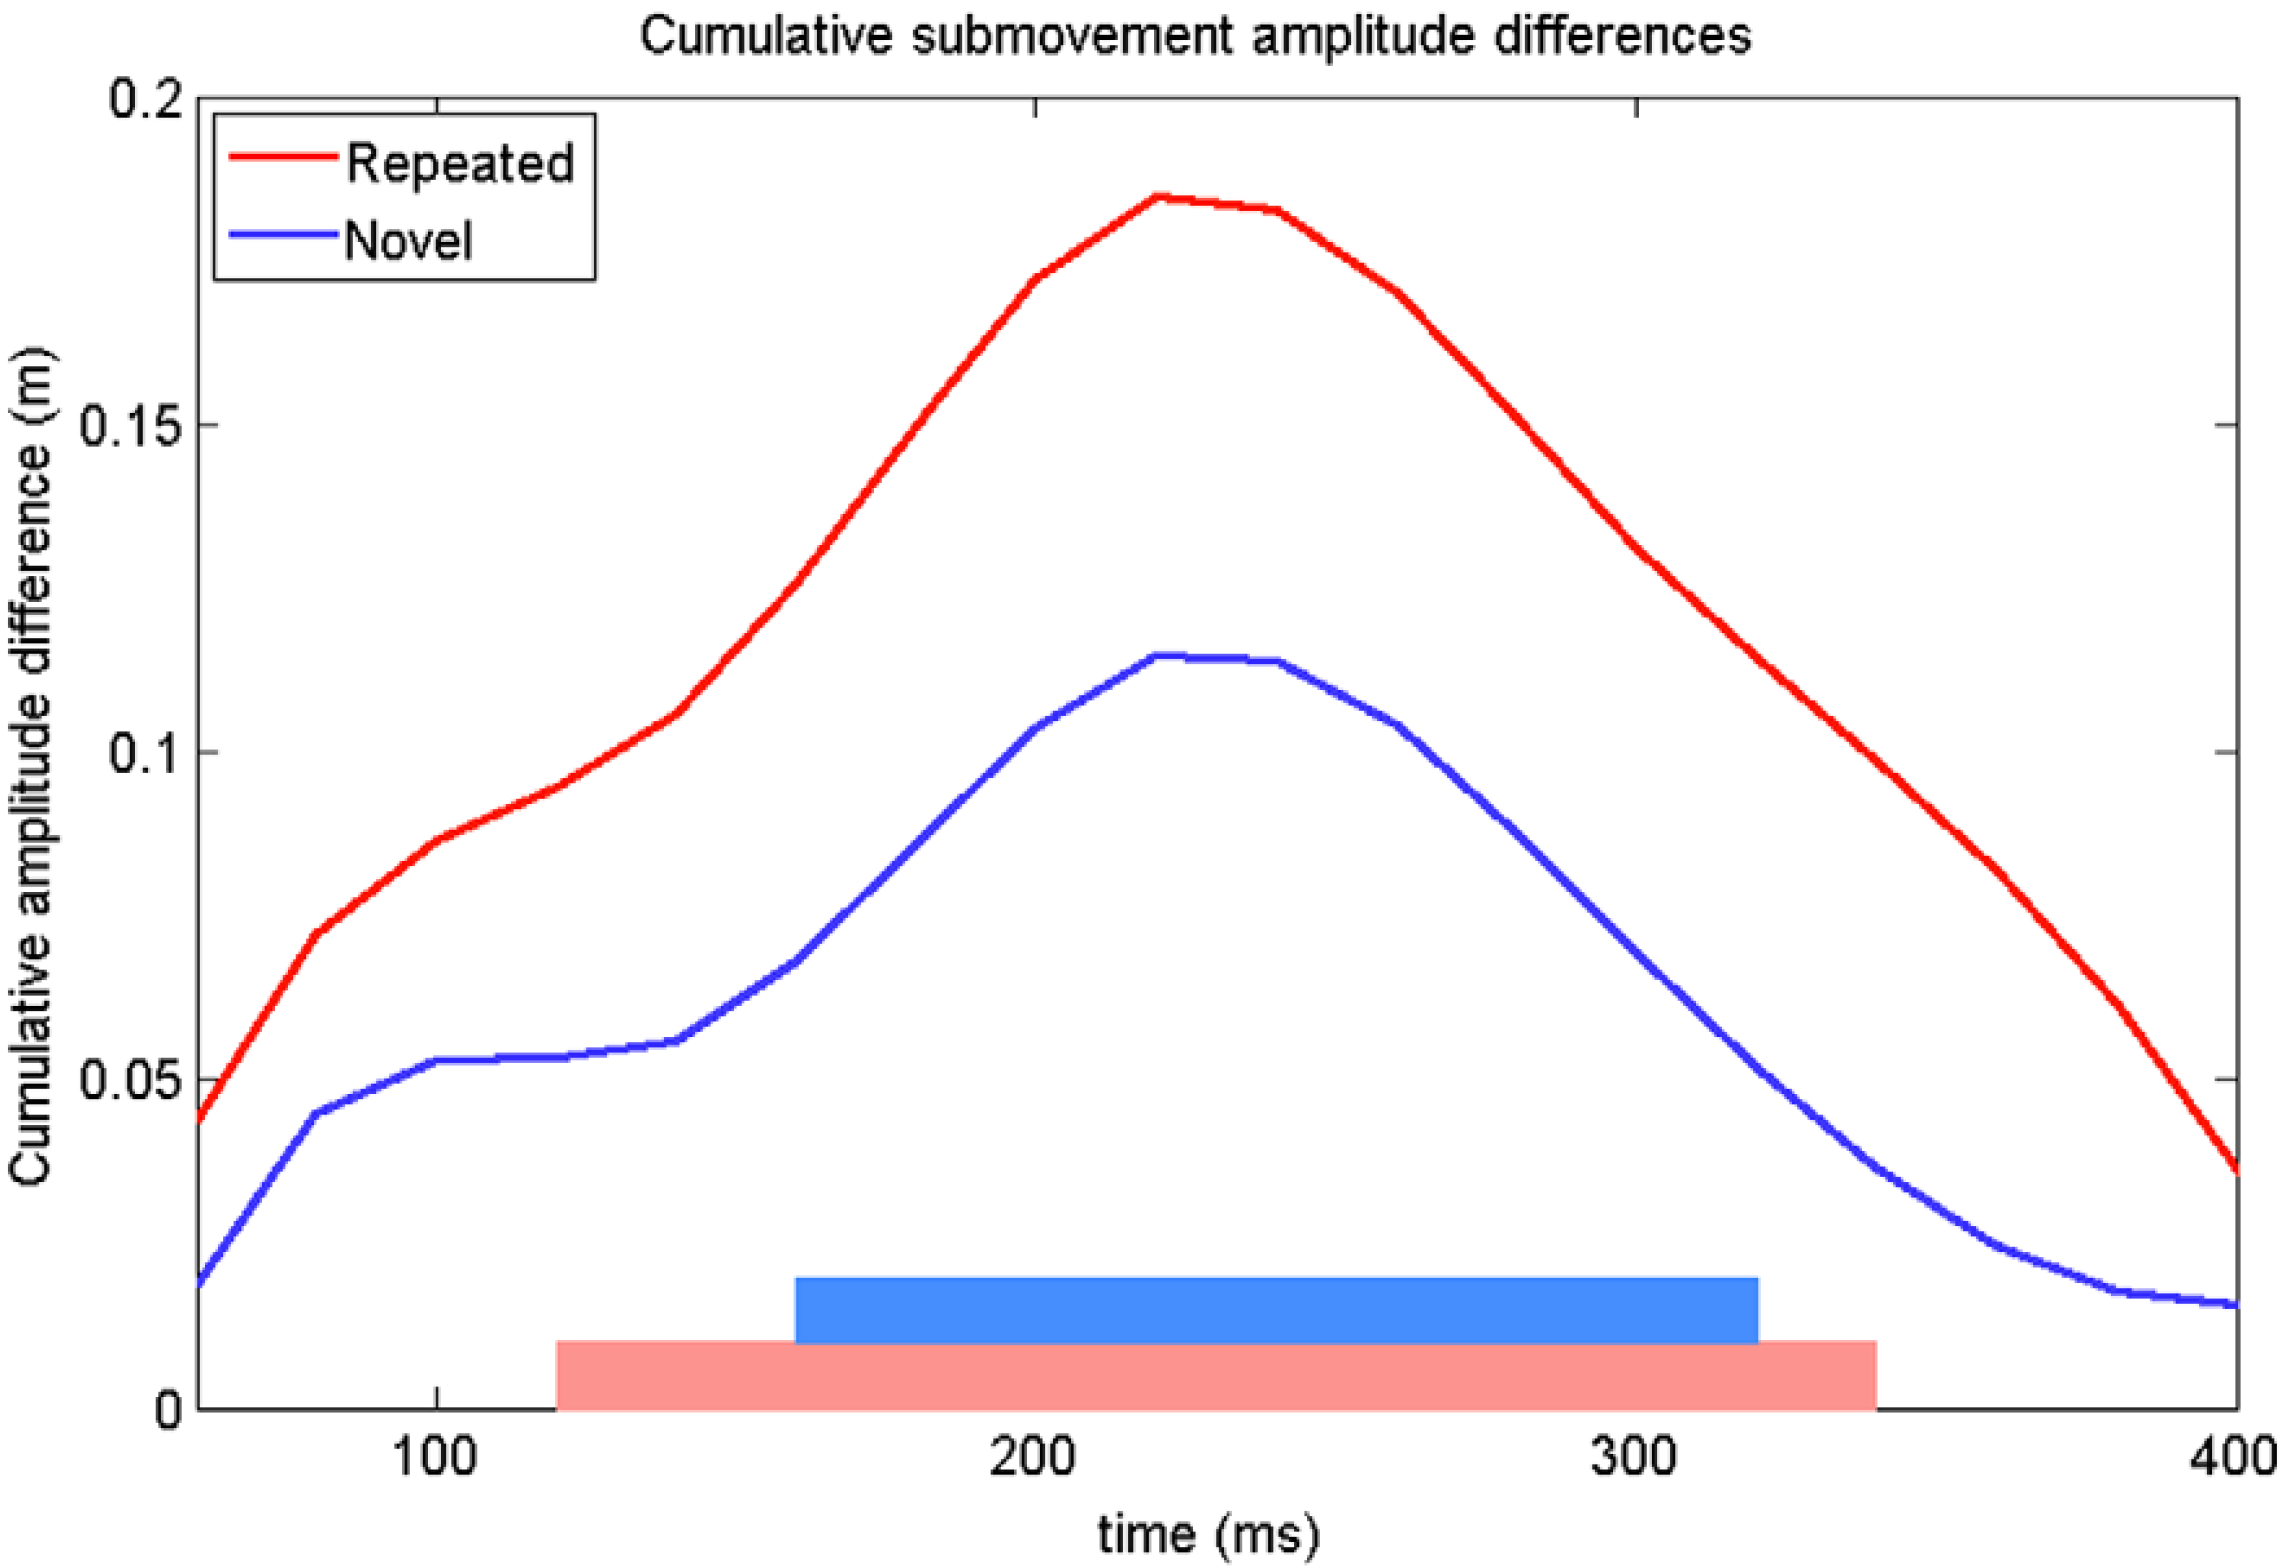 Cumulative submovement amplitude differences
Cumulative amplitude difference (m)
0.2
0.15
0.1
0.05
0
Repeated
Novel
100
200
300
400
time (ms)